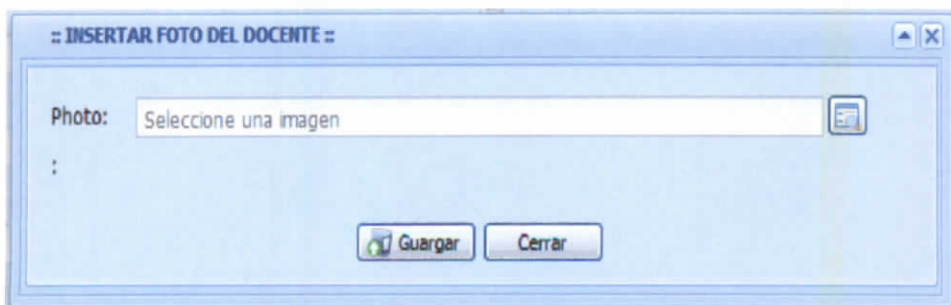 :: INSERTAR FOTO DEL DOCENTE ::
Photo: Seleccione una imagen
:
Guargar Cerrar